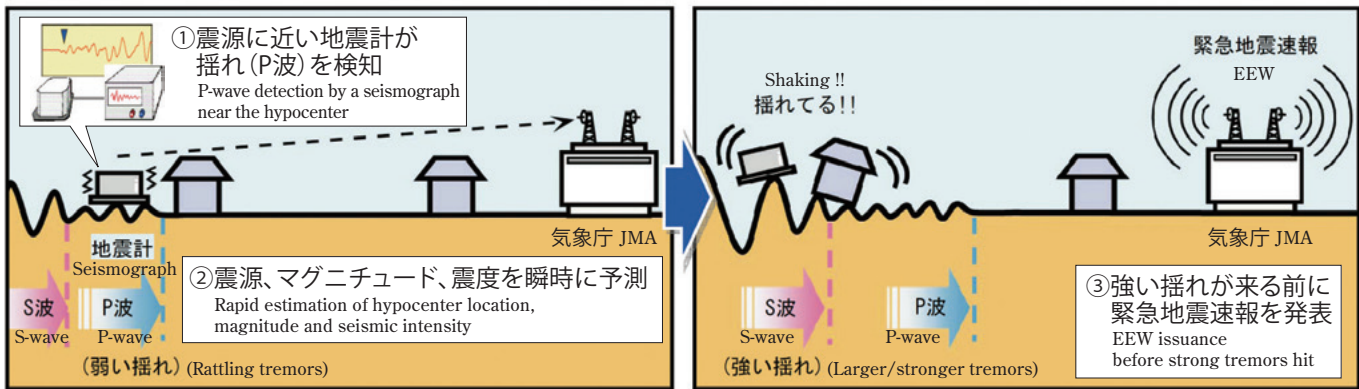 ①震源に近い地震計が
揺れ(P波)を検知
P-wave detection by a seismograph
near the hypocenter
地震計
Seismograph
気象庁 JMA
②震源、マグニチュード、震度を瞬時に予測
Rapid estimation of hypocenter location,
magnitude and seismic intensity
S波
S-wave
P波
P-wave
(弱い揺れ) (Rattling tremors)
Shaking !!
揺れてる!!
緊急地震速報
EEW
気象庁 JMA
S波
S-wave
P波
P-wave
(強い揺れ) (Larger/stronger tremors)
③強い揺れが来る前に
緊急地震速報を発表
EEW issuance
before strong tremors hit